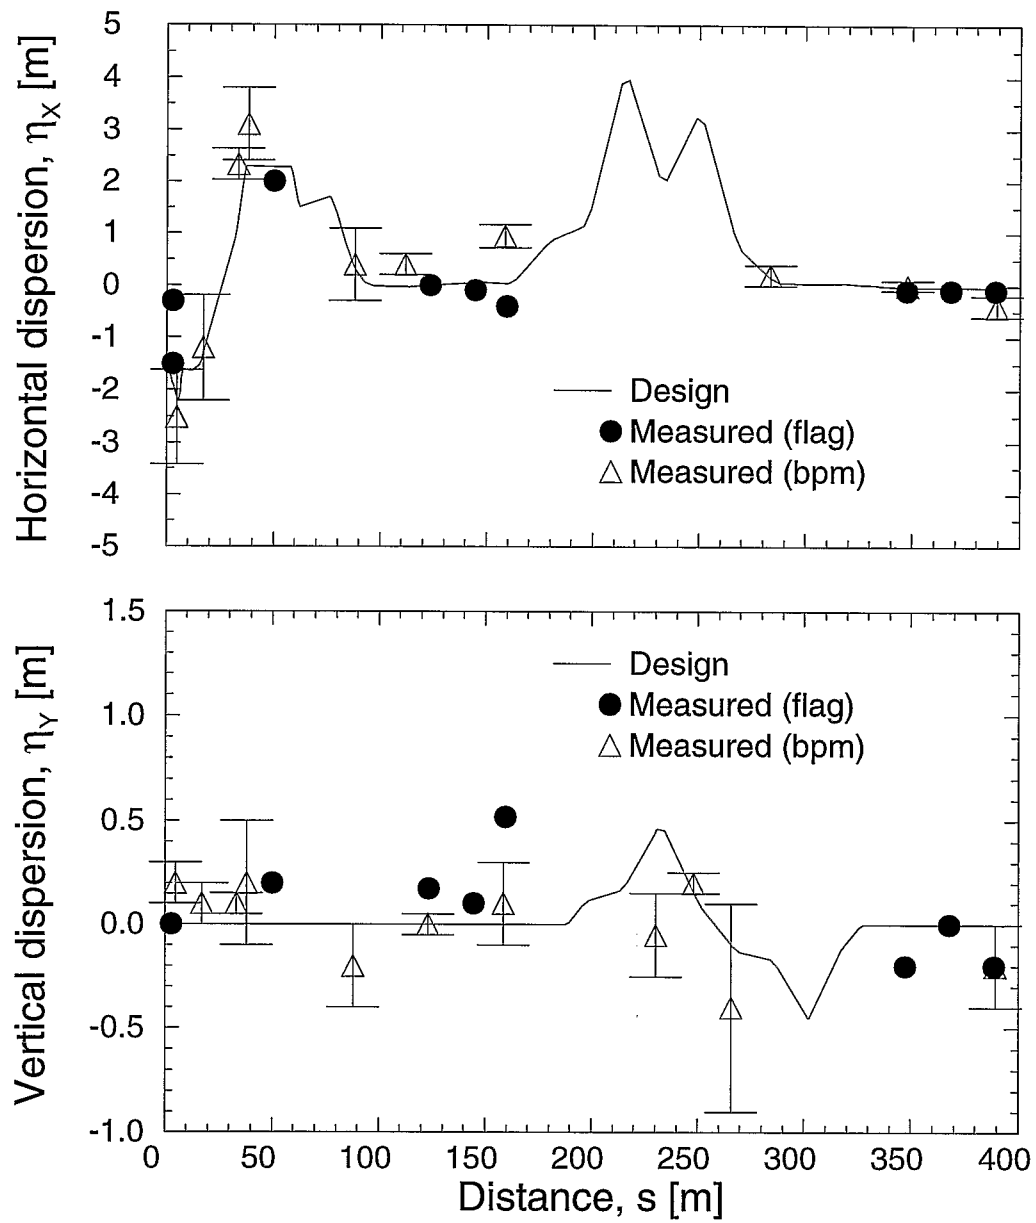 Horizontal dispersion, ηX [m]
5
4
3
2
1
0
-1
-2
-3
-4
-5
Design
Measured (flag)
Measured (bpm)
Vertical dispersion, ηY [m]
1.5
1.0
0.5
0.0
-0.5
-1.0
Design
Measured (flag)
Measured (bpm)
0 50 100 150 200 250 300 350 400
Distance, s [m]